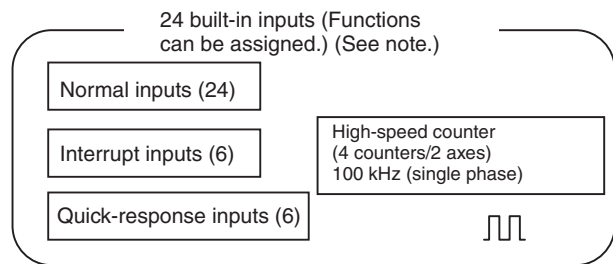 24 built-in inputs (Functions
can be assigned.) (See note.)
Normal inputs (24)
Interrupt inputs (6)
Quick-response inputs (6)
High-speed counter
(4 counters/2 axes)
100 kHz (single phase)